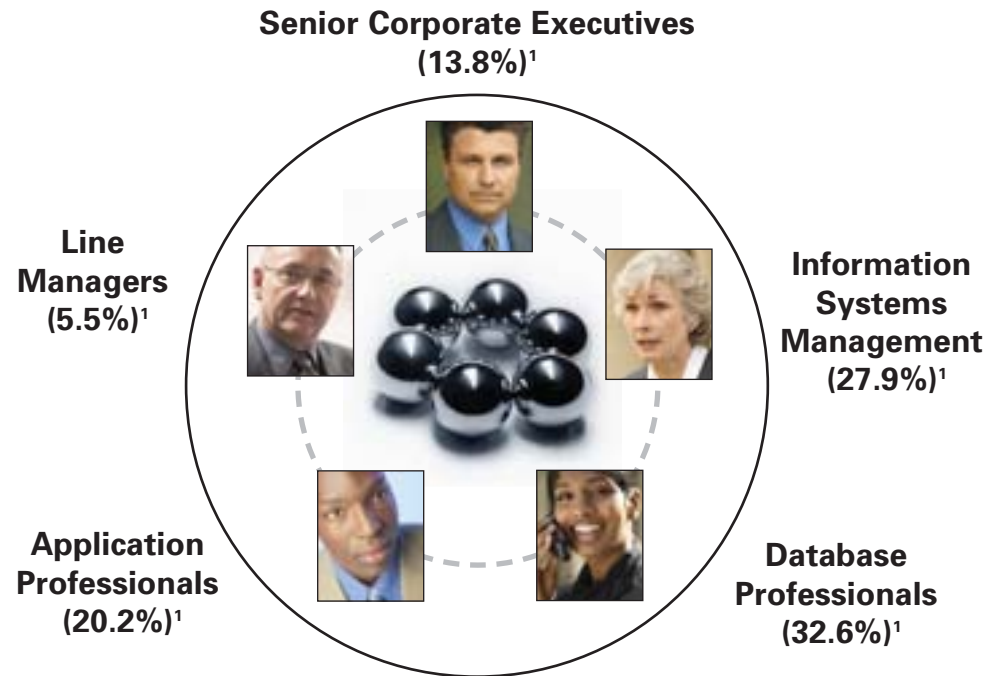 Senior Corporate Executives
(13.8%)¹
Line
Managers
(5.5%)¹
Information
Systems
Management
(27.9%)¹
Application
Professionals
(20.2%)¹
Database
Professionals
(32.6%)¹